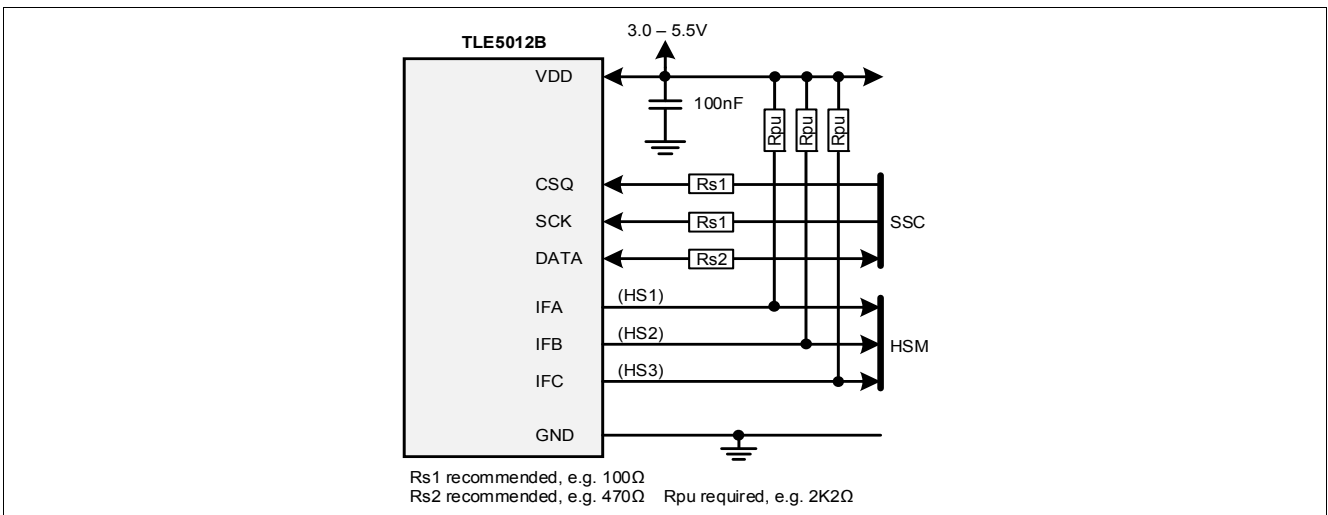 3.0 – 5.5V
TLE5012B
VDD
100nF
Rpu
Rpu
Rpu
CSQ
Rs1
SCK
Rs1
SSC
DATA
Rs2
IFA
(HS1)
IFB
(HS2)
HSM
IFC
(HS3)
GND
Rs1 recommended, e.g. 100Ω
Rs2 recommended, e.g. 470Ω Rpu required, e.g. 2K2Ω